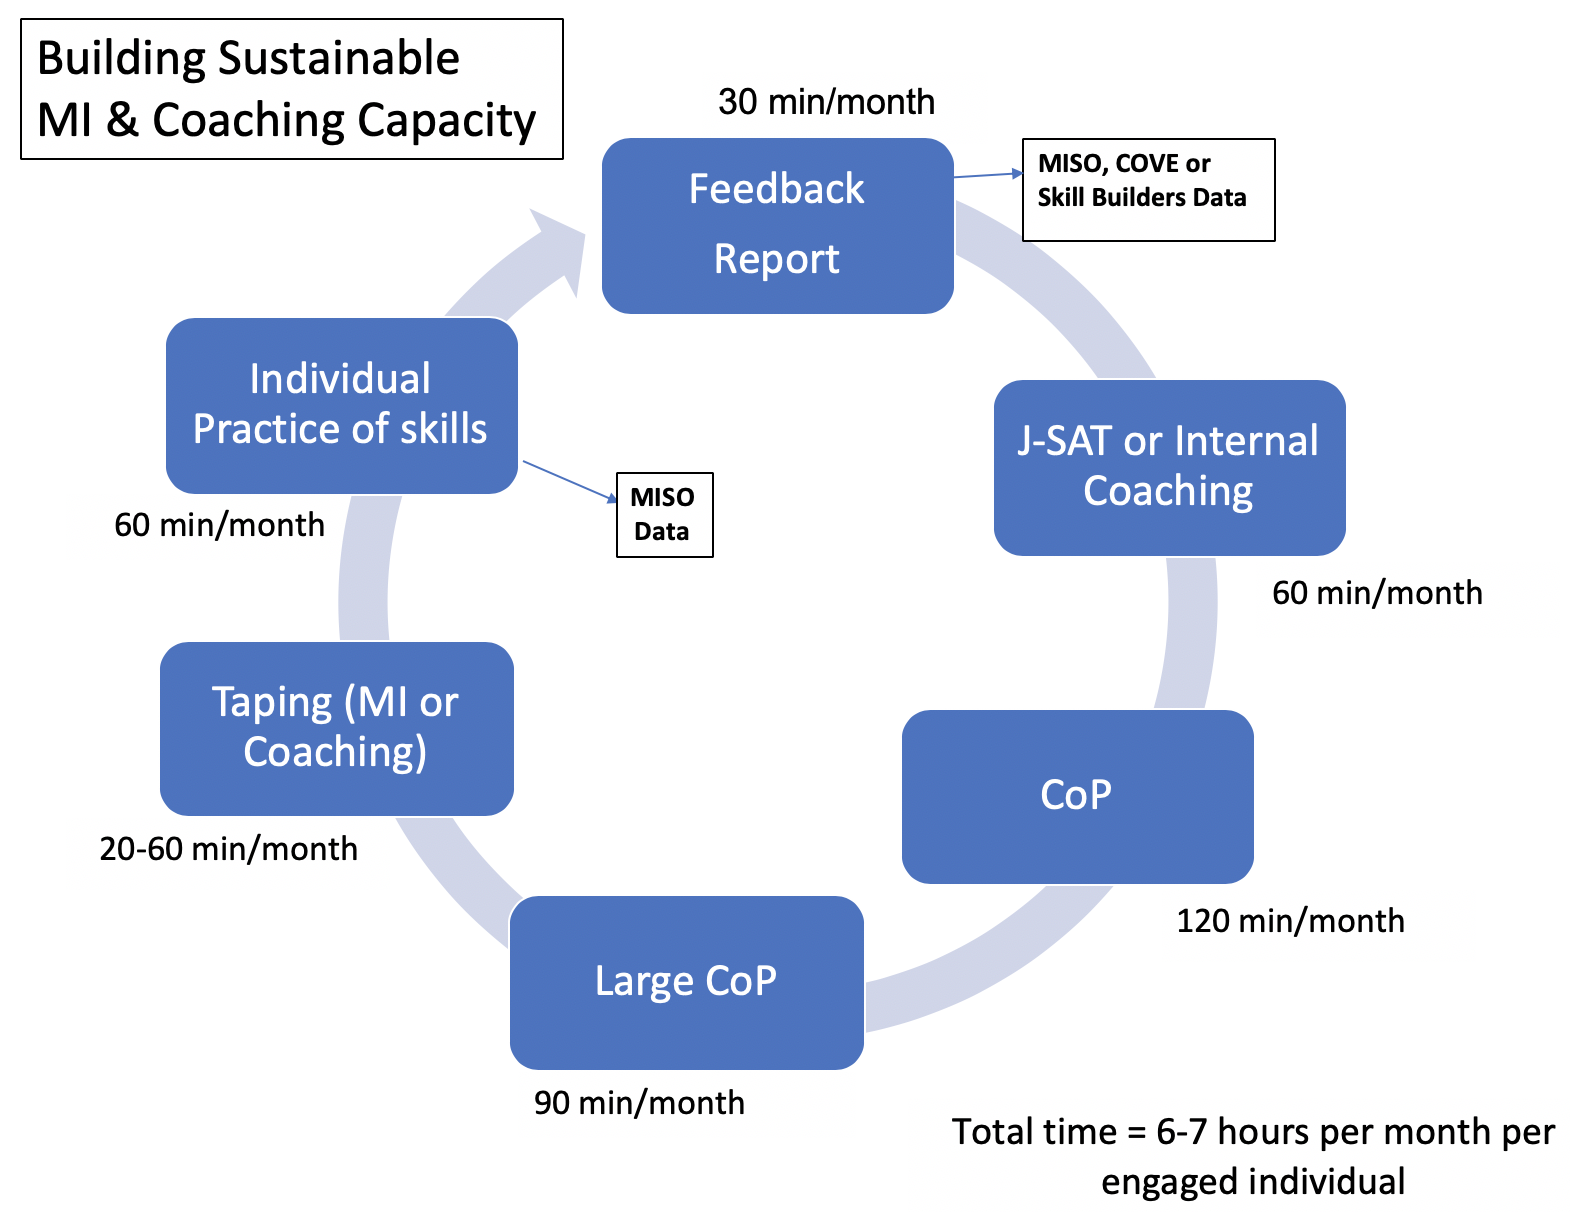 Building Sustainable
MI & Coaching Capacity
30 min/month
Feedback
Report
MISO, COVE or
Skill Builders Data
J-SAT or Internal
Coaching
60 min/month
CoP
120 min/month
Large CoP
90 min/month
Taping (MI or
Coaching)
20-60 min/month
Individual
Practice of skills
60 min/month
MISO
Data
Total time = 6-7 hours per month per
engaged individual